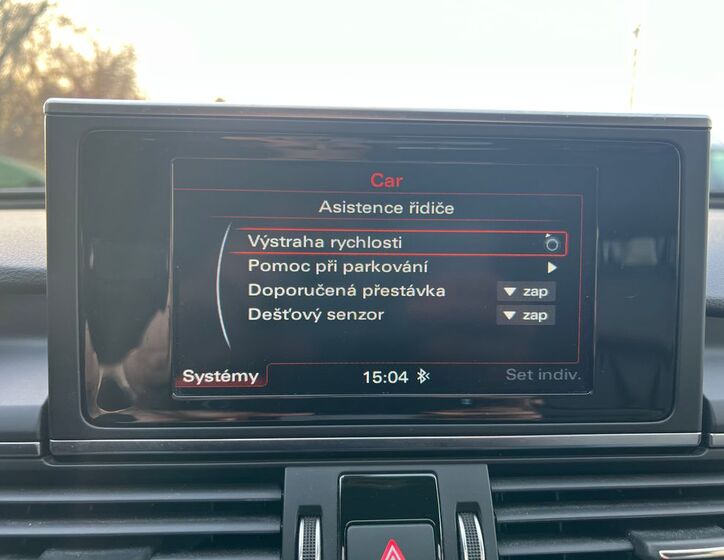 Car
Asistence řidiče
Výstraha rychlosti
Pomoc při parkování
Doporučená přestávka zap
Dešťový senzor zap
Systémy 15:04 Set indiv.